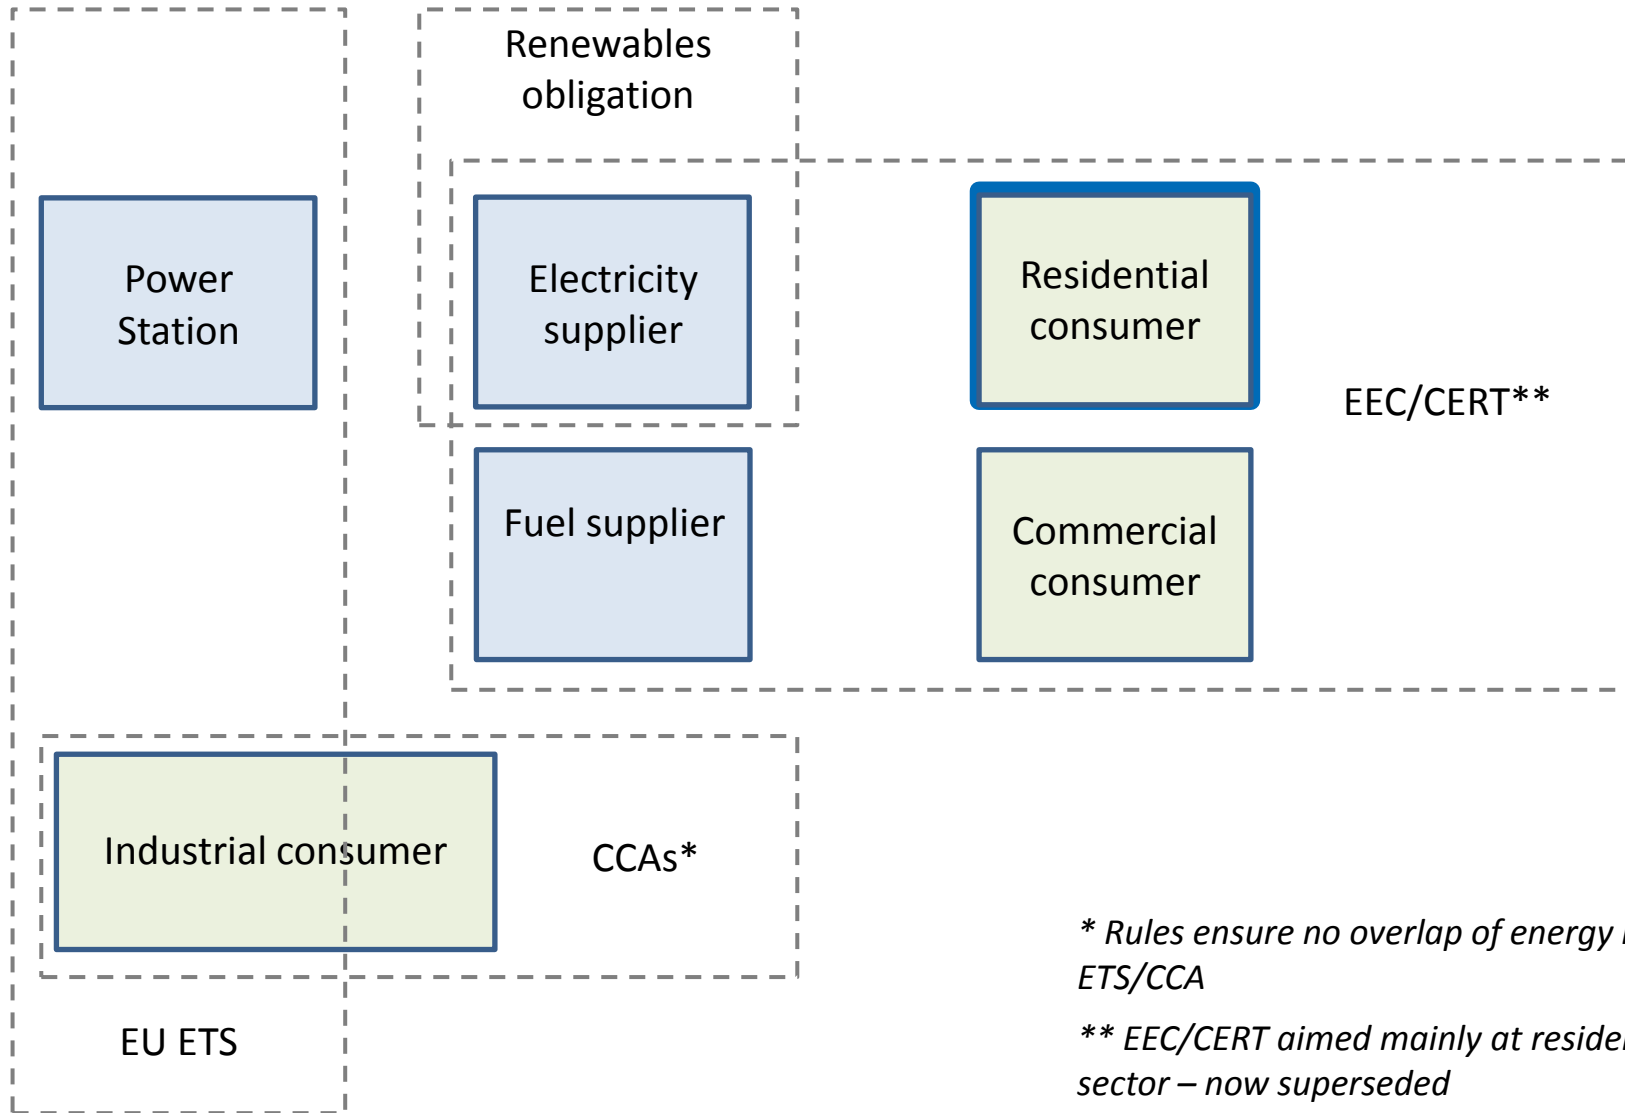 Renewables
obligation
Power
Station
Electricity
supplier
Residential
consumer
EEC/CERT**
Fuel supplier
Commercial
consumer
Industrial consumer
CCAs*
EU ETS
* Rules ensure no overlap of energy
ETS/CCA
** EEC/CERT aimed mainly at
sector – now superseded